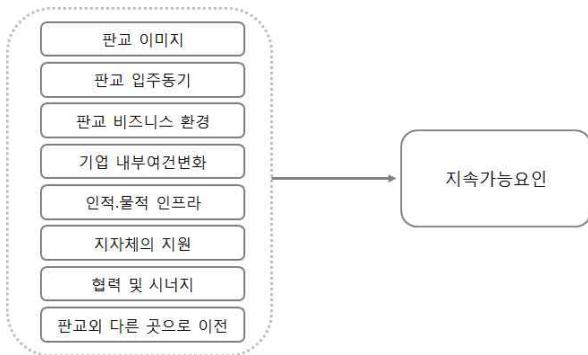 판교 이미지
판교 입주동기
판교 비즈니스 환경
기업 내부여건변화
인적.물적 인프라
지자체의 지원
협력 및 시너지
판교외 다른 곳으로 이전
지속가능요인